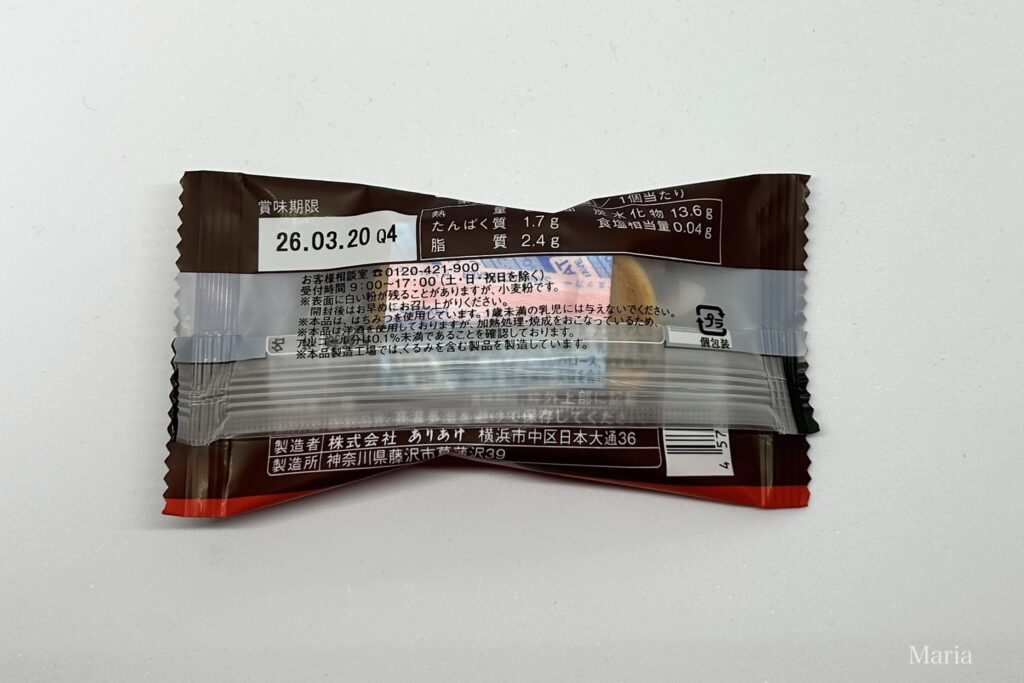 賞味期限
26.03.20 Q4
1個当たり
熱 量
炭水化物 13.6g
たんぱく質 1.7g
食塩相当量 0.04g
脂 質 2.4g
お客様相談室 ☎0120-421-900
受付時間 9:00〜17:00(土・日・祝日を除く)
※表面に白い粉が残ることがありますが、小麦粉です。
開封後はお早めにお召し上がりください。
※本品は、はちみつを使用しています。1歳未満の乳児には与えないでください。
※本品は洋酒を使用しておりますが、加熱処理・焼成をおこなっているため、
アルコール分は0.1%未満であることを確認しております。
※本品製造工場では、くるみを含む製品を製造しています。
プラ
個包装
製造者 株式会社 ありあけ 横浜市中区日本大通36
製造所 神奈川県藤沢市菖蒲沢39
4 57
Maria